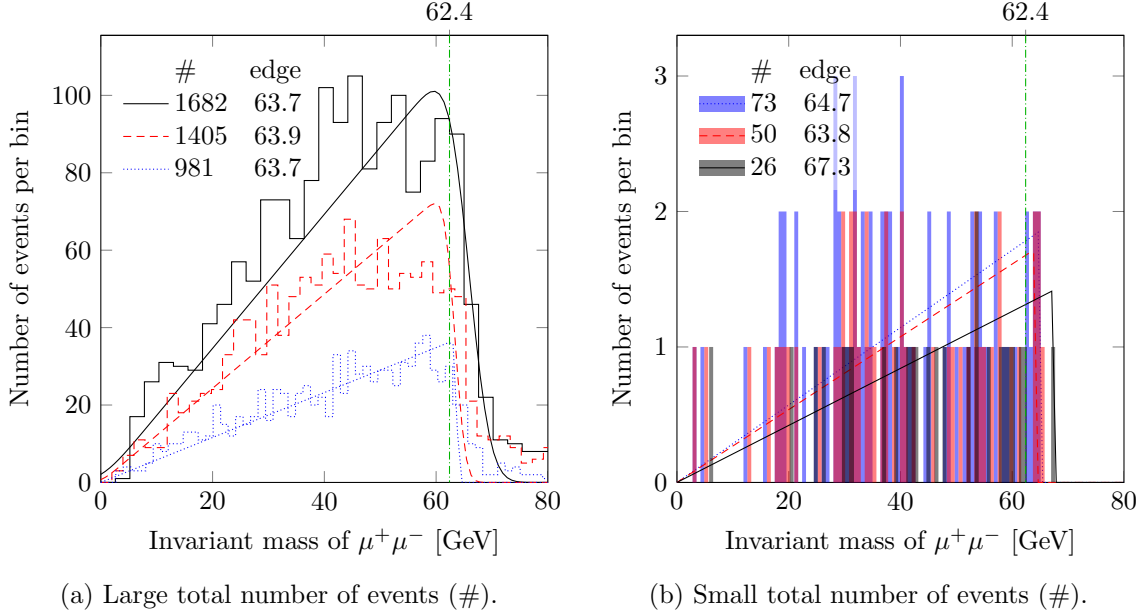 62.4
# edge
1682 63.7
1405 63.9
981 63.7
Number of events per bin
100
80
60
40
20
0
0 20 40 60 80
Invariant mass of μ⁺μ⁻ [GeV]
(a) Large total number of events (#).
62.4
# edge
73 64.7
50 63.8
26 67.3
Number of events per bin
3
2
1
0
0 20 40 60 80
Invariant mass of μ⁺μ⁻ [GeV]
(b) Small total number of events (#).